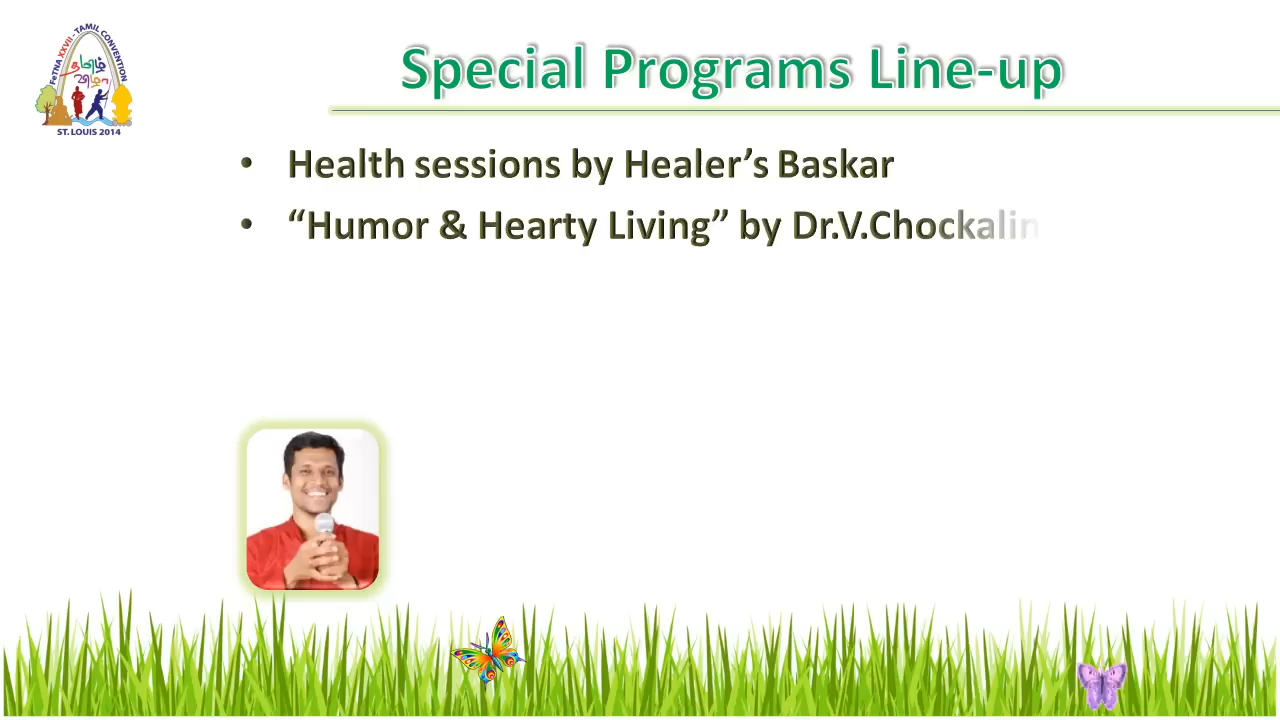 FeTNA XXVII - TAMIL CONVENTION
தமிழ்
விழா
ST. LOUIS 2014
Special Programs Line-up
• Health sessions by Healer’s Baskar
• “Humor & Hearty Living” by Dr.V.Chockalin